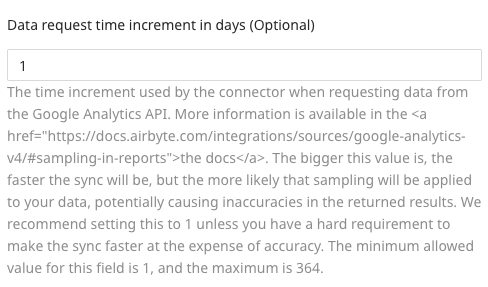 Data request time increment in days (Optional)
1
The time increment used by the connector when requesting data from
the Google Analytics API. More information is available in the <a
href="https://docs.airbyte.com/integrations/sources/google-analytics-
v4/#sampling-in-reports">the docs</a>. The bigger this value is, the
faster the sync will be, but the more likely that sampling will be applied
to your data, potentially causing inaccuracies in the returned results. We
recommend setting this to 1 unless you have a hard requirement to
make the sync faster at the expense of accuracy. The minimum allowed
value for this field is 1, and the maximum is 364.